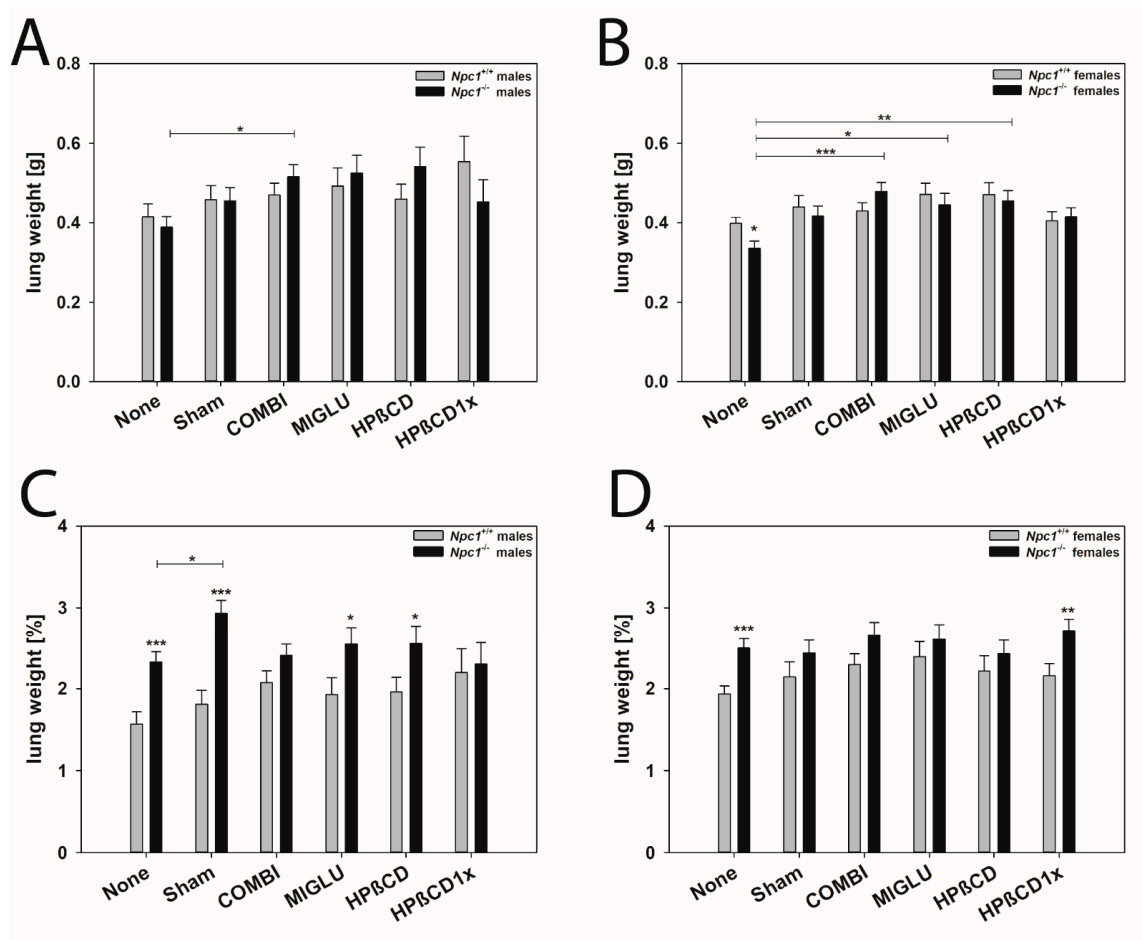 A
B
0.8
Npc1+/+ males
Npc1-/- males
0.6
0.4
0.2
0.0
lung weight [g]
*
None
Sham
COMBI
MIGLU
HPßCD
HPßCD1x
0.8
Npc1+/+ females
Npc1-/- females
0.6
0.4
0.2
0.0
lung weight [g]
**
*
***
*
None
Sham
COMBI
MIGLU
HPßCD
HPßCD1x
C
D
4
Npc1+/+ males
Npc1-/- males
3
2
1
0
lung weight [%]
*
***
***
*
*
None
Sham
COMBI
MIGLU
HPßCD
HPßCD1x
4
Npc1+/+ females
Npc1-/- females
3
2
1
0
lung weight [%]
***
**
None
Sham
COMBI
MIGLU
HPßCD
HPßCD1x